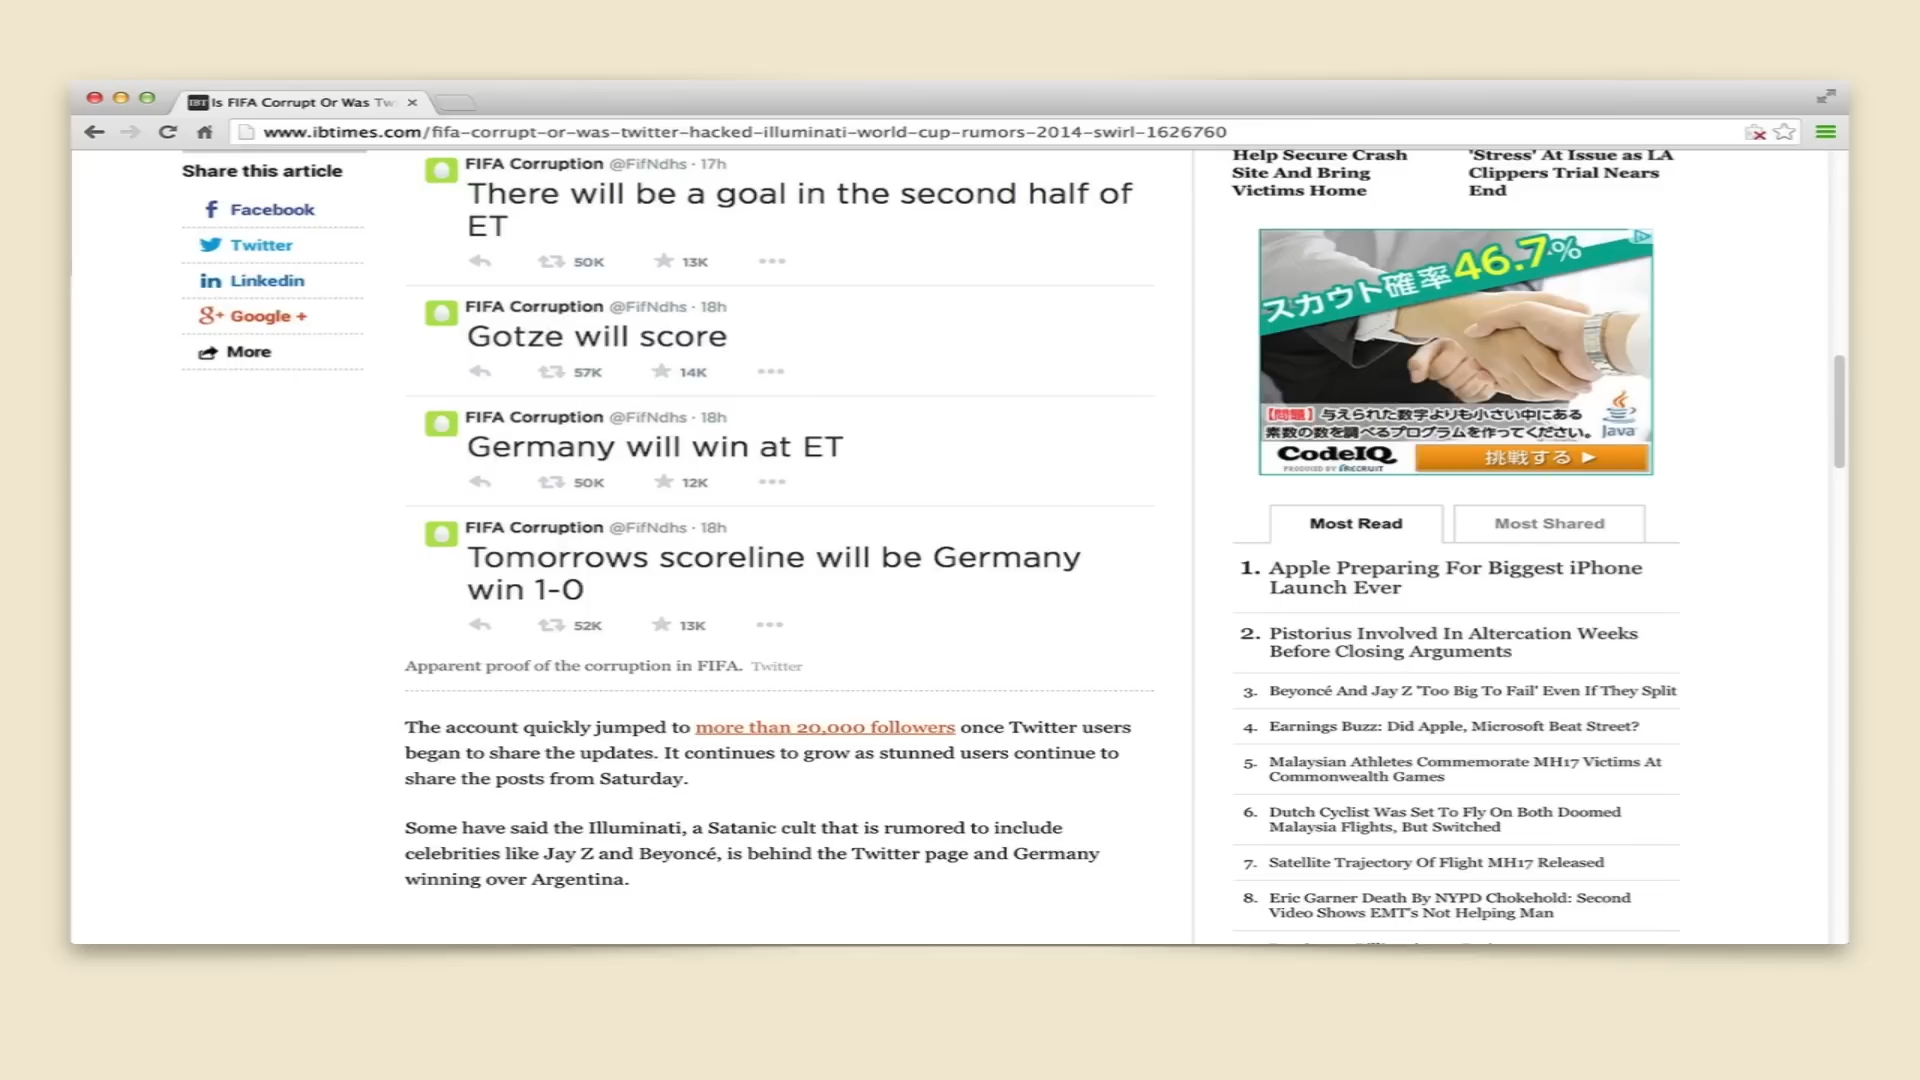 IBT Is FIFA Corrupt Or Was Tw
www.ibtimes.com/fifa-corrupt-or-was-twitter-hacked-illuminati-world-cup-rumors-2014-swirl-1626760
Share this article
Facebook
Twitter
Linkedin
Google +
More
FIFA Corruption @FifNdhs · 17h
There will be a goal in the second half of
ET
50K 13K
FIFA Corruption @FifNdhs · 18h
Gotze will score
57K 14K
FIFA Corruption @FifNdhs · 18h
Germany will win at ET
50K 12K
FIFA Corruption @FifNdhs · 18h
Tomorrows scoreline will be Germany
win 1-0
52K 13K
Apparent proof of the corruption in FIFA. Twitter
The account quickly jumped to more than 20,000 followers once Twitter users
began to share the updates. It continues to grow as stunned users continue to
share the posts from Saturday.
Some have said the Illuminati, a Satanic cult that is rumored to include
celebrities like Jay Z and Beyoncé, is behind the Twitter page and Germany
winning over Argentina.
Help Secure Crash
Site And Bring
Victims Home
'Stress' At Issue as LA
Clippers Trial Nears
End
スカウト確率46.7%
【問題】与えられた数字よりも小さい中にある
素数の数を調べるプログラムを作ってください。
Java
CodeIQ
PRODUCED BY RECRUIT
挑戦する ▶
Most Read
Most Shared
1. Apple Preparing For Biggest iPhone
Launch Ever
2. Pistorius Involved In Altercation Weeks
Before Closing Arguments
3. Beyoncé And Jay Z 'Too Big To Fail' Even If They Split
4. Earnings Buzz: Did Apple, Microsoft Beat Street?
5. Malaysian Athletes Commemorate MH17 Victims At
Commonwealth Games
6. Dutch Cyclist Was Set To Fly On Both Doomed
Malaysia Flights, But Switched
7. Satellite Trajectory Of Flight MH17 Released
8. Eric Garner Death By NYPD Chokehold: Second
Video Shows EMT's Not Helping Man